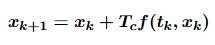 x_{k+1} = x_k + T_c f(t_k, x_k)